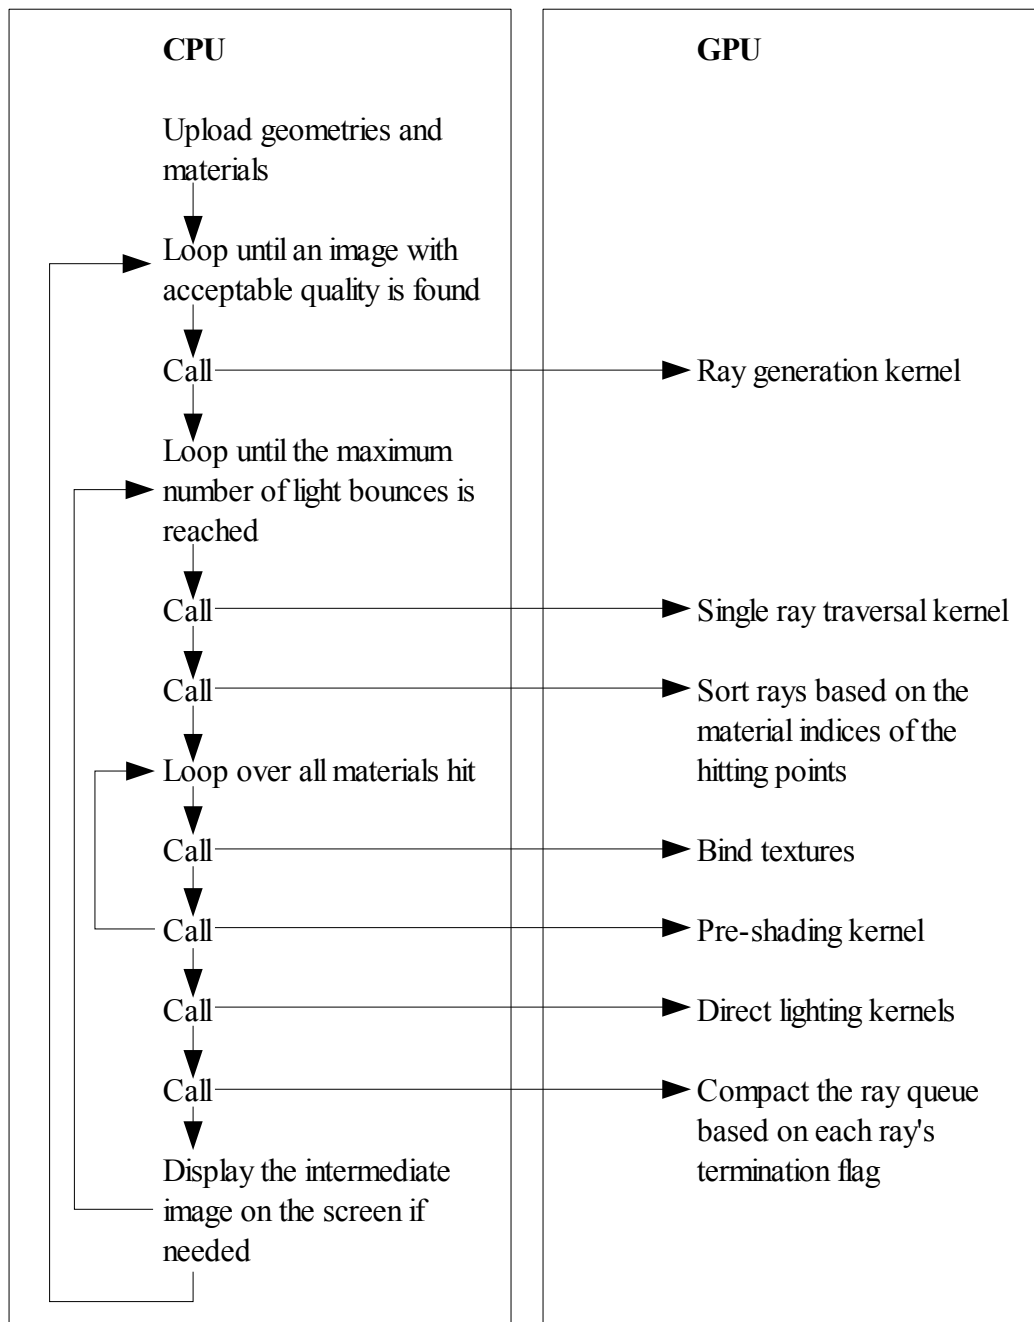 CPU
GPU
Upload geometries and
materials
Loop until an image with
acceptable quality is found
Call
Ray generation kernel
Loop until the maximum
number of light bounces is
reached
Call
Single ray traversal kernel
Call
Sort rays based on the
material indices of the
hitting points
Loop over all materials hit
Call
Bind textures
Call
Pre-shading kernel
Call
Direct lighting kernels
Call
Compact the ray queue
based on each ray's
termination flag
Display the intermediate
image on the screen if
needed